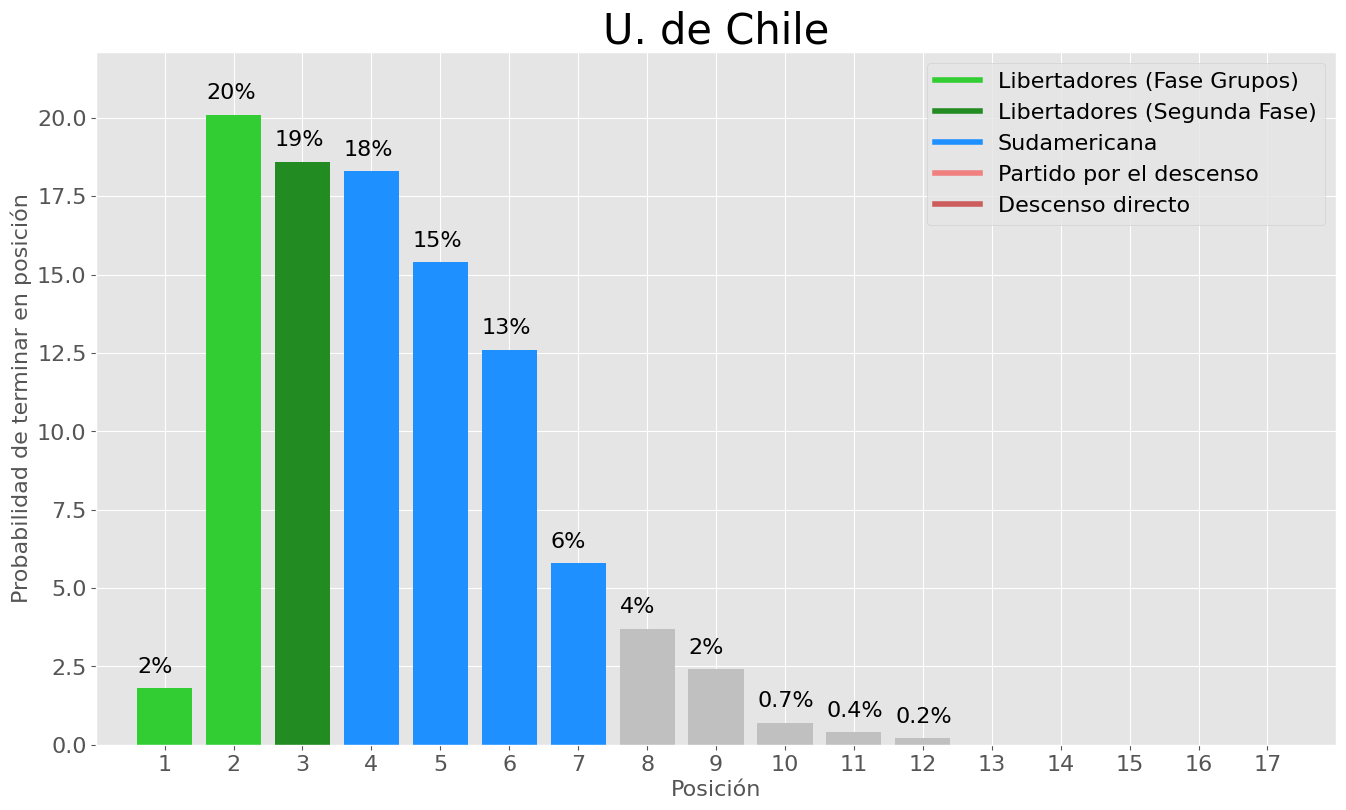 U. de Chile
Libertadores (Fase Grupos)
Libertadores (Segunda Fase)
Sudamericana
Partido por el descenso
Descenso directo
Probabilidad de terminar en posición
20.0
17.5
15.0
12.5
10.0
7.5
5.0
2.5
0.0
2%
20%
19%
18%
15%
13%
6%
4%
2%
0.7%
0.4%
0.2%
1 2 3 4 5 6 7 8 9 10 11 12 13 14 15 16 17
Posición